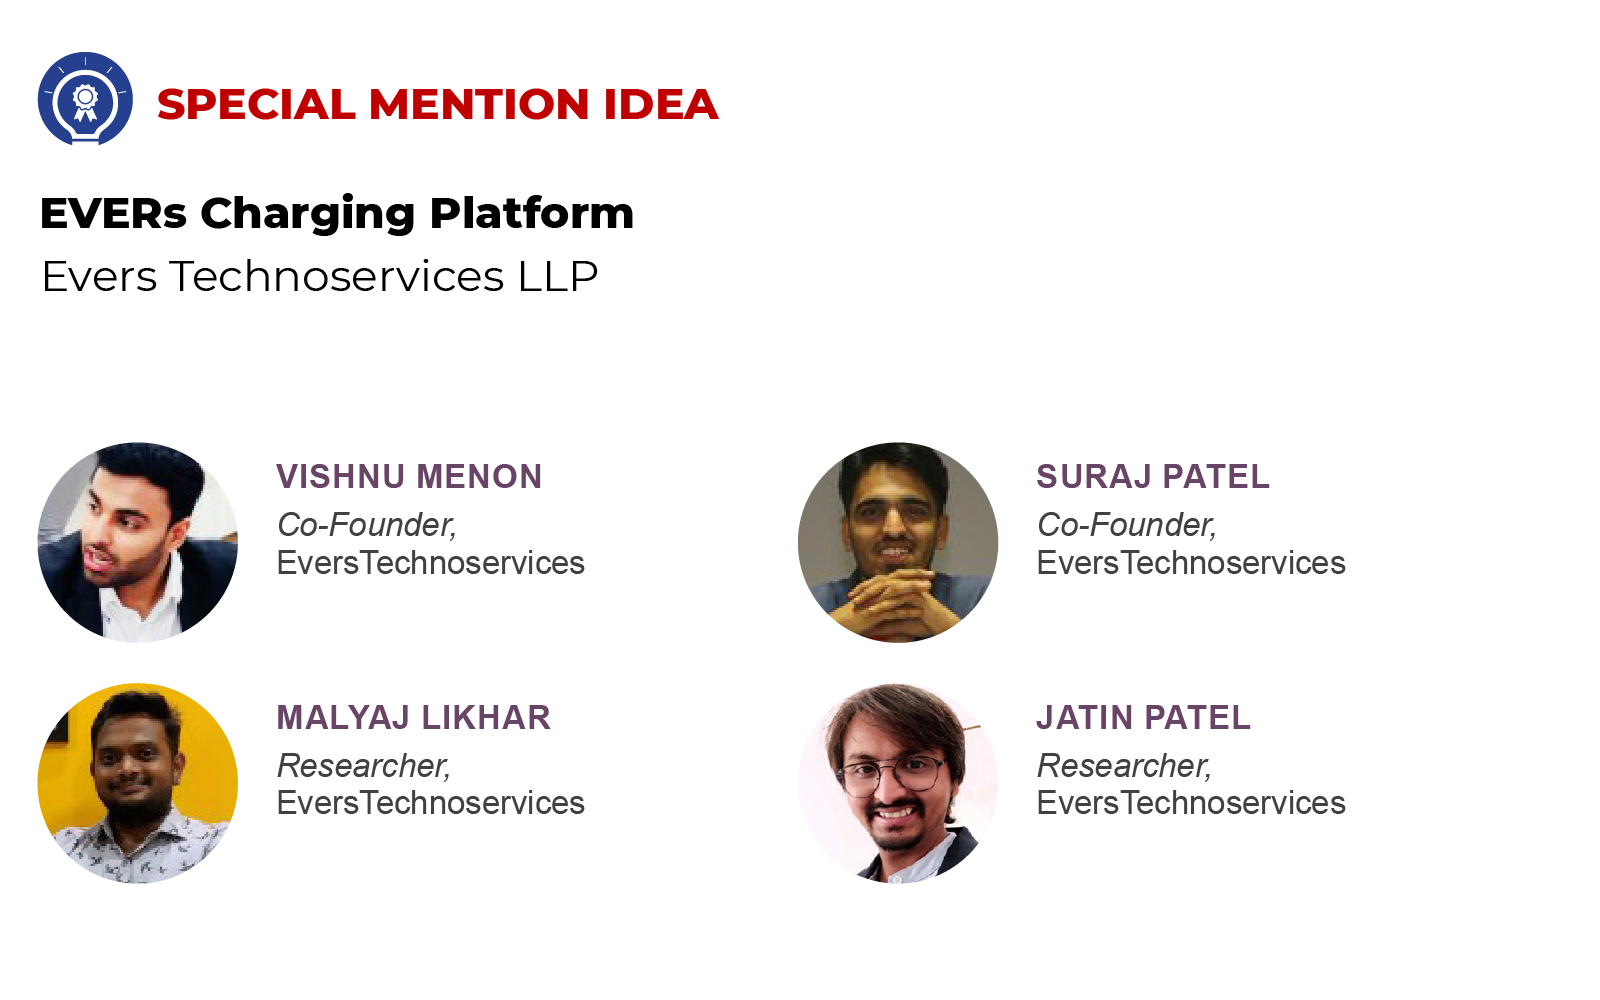 SPECIAL MENTION IDEA
EVERs Charging Platform
Evers Technoservices LLP
VISHNU MENON
Co-Founder,
EversTechnoservices
SURAJ PATEL
Co-Founder,
EversTechnoservices
MALYAJ LIKHAR
Researcher,
EversTechnoservices
JATIN PATEL
Researcher,
EversTechnoservices